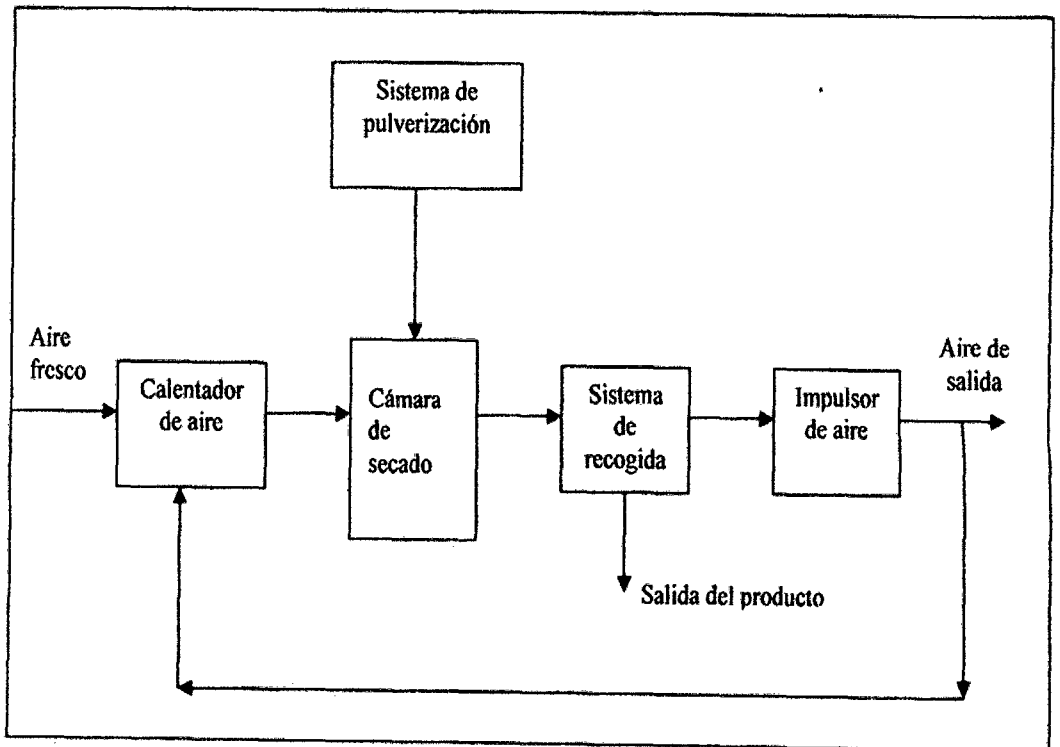 Sistema de
pulverización
Aire
fresco
Calentador
de aire
Cámara
de
secado
Sistema
de
recogida
Impulsor
de aire
Aire de
salida
Salida del producto